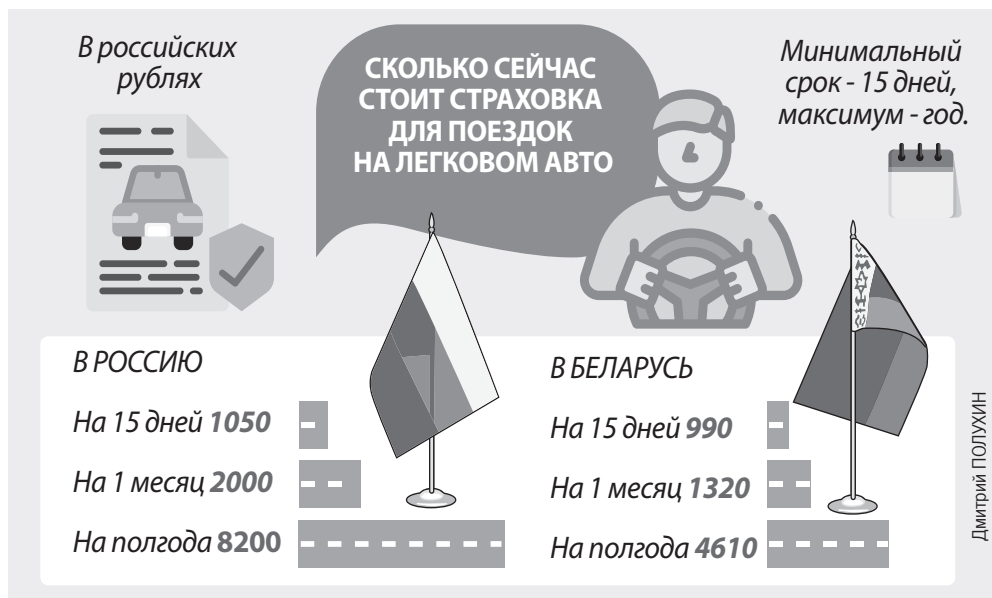 В российских
рублях
СКОЛЬКО СЕЙЧАС
СТОИТ СТРАХОВКА
ДЛЯ ПОЕЗДОК
НА ЛЕГКОВОМ АВТО
Минимальный
срок - 15 дней,
максимум - год.
В РОССИЮ
На 15 дней 1050
На 1 месяц 2000
На полгода 8200
В БЕЛАРУСЬ
На 15 дней 990
На 1 месяц 1320
На полгода 4610
Дмитрий ПОЛУХИН